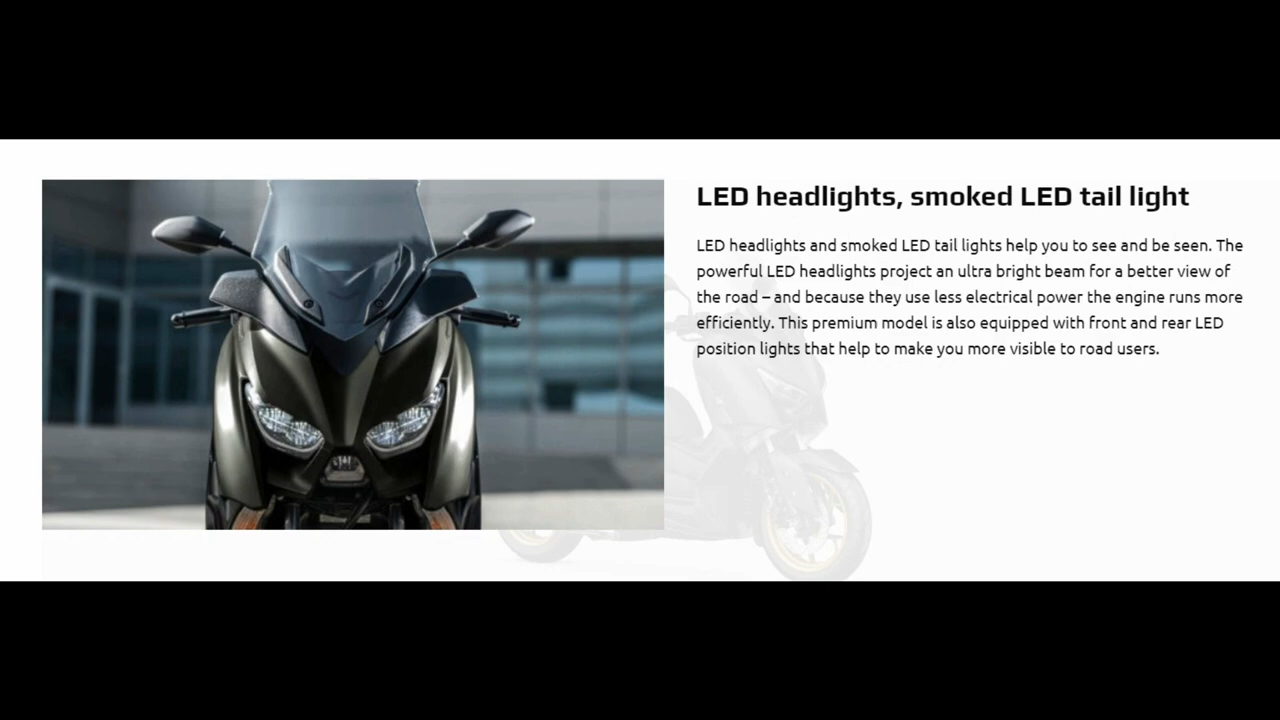 LED headlights, smoked LED tail light
LED headlights and smoked LED tail lights help you to see and be seen. The
powerful LED headlights project an ultra bright beam for a better view of
the road – and because they use less electrical power the engine runs more
efficiently. This premium model is also equipped with front and rear LED
position lights that help to make you more visible to road users.